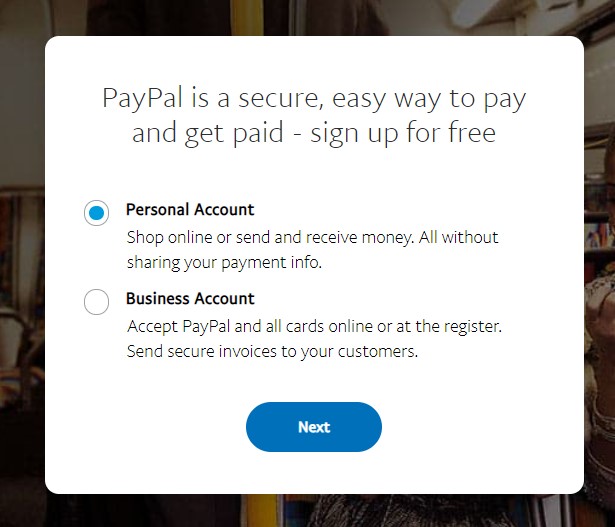 PayPal is a secure, easy way to pay
and get paid - sign up for free
Personal Account
Shop online or send and receive money. All without
sharing your payment info.
Business Account
Accept PayPal and all cards online or at the register.
Send secure invoices to your customers.
Next